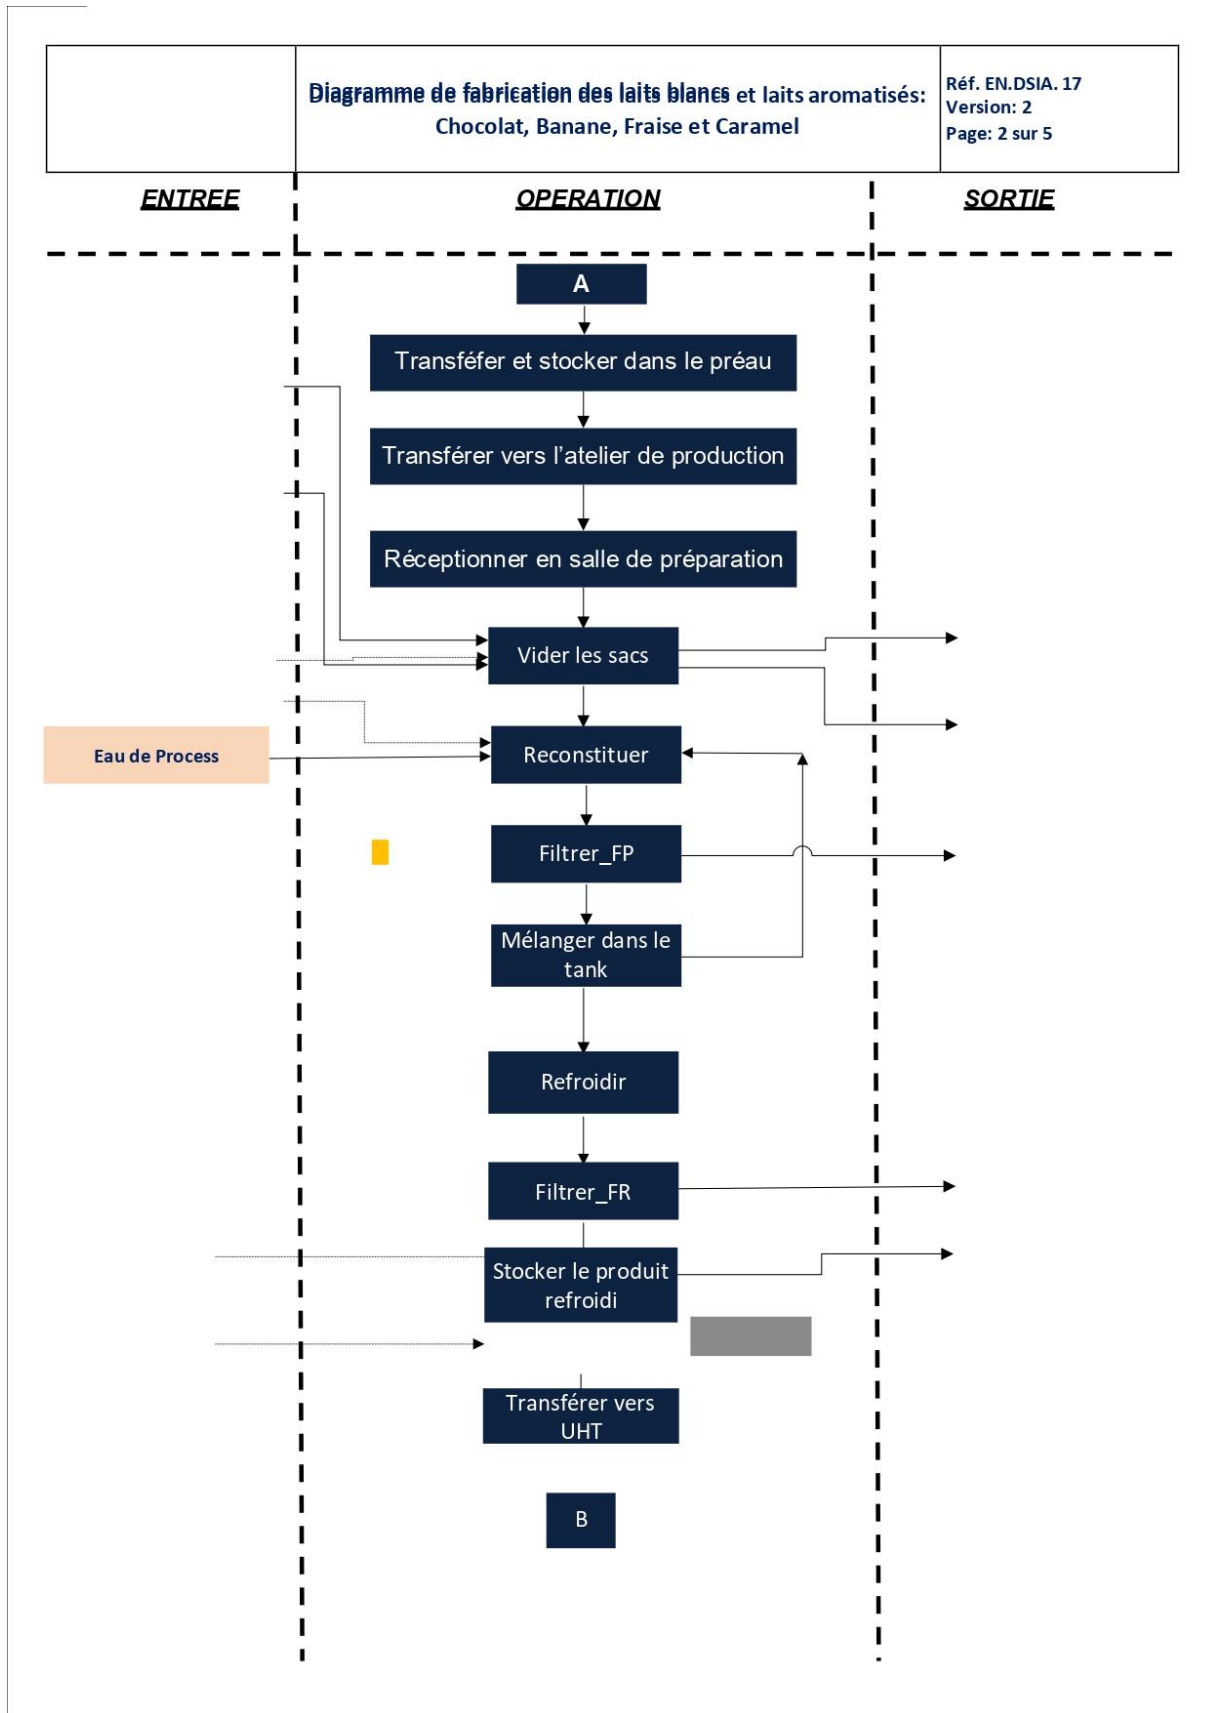 Diagramme de fabrication des laits blancs et laits aromatisés:
Chocolat, Banane, Fraise et Caramel
Réf. EN.DSIA. 17
Version: 2
Page: 2 sur 5
ENTREE
OPERATION
SORTIE
A
Transféfer et stocker dans le préau
Transférer vers l’atelier de production
Réceptionner en salle de préparation
Vider les sacs
Eau de Process
Reconstituer
Filtrer_FP
Mélanger dans le
tank
Refroidir
Filtrer_FR
Stocker le produit
refroidi
Transférer vers
UHT
B